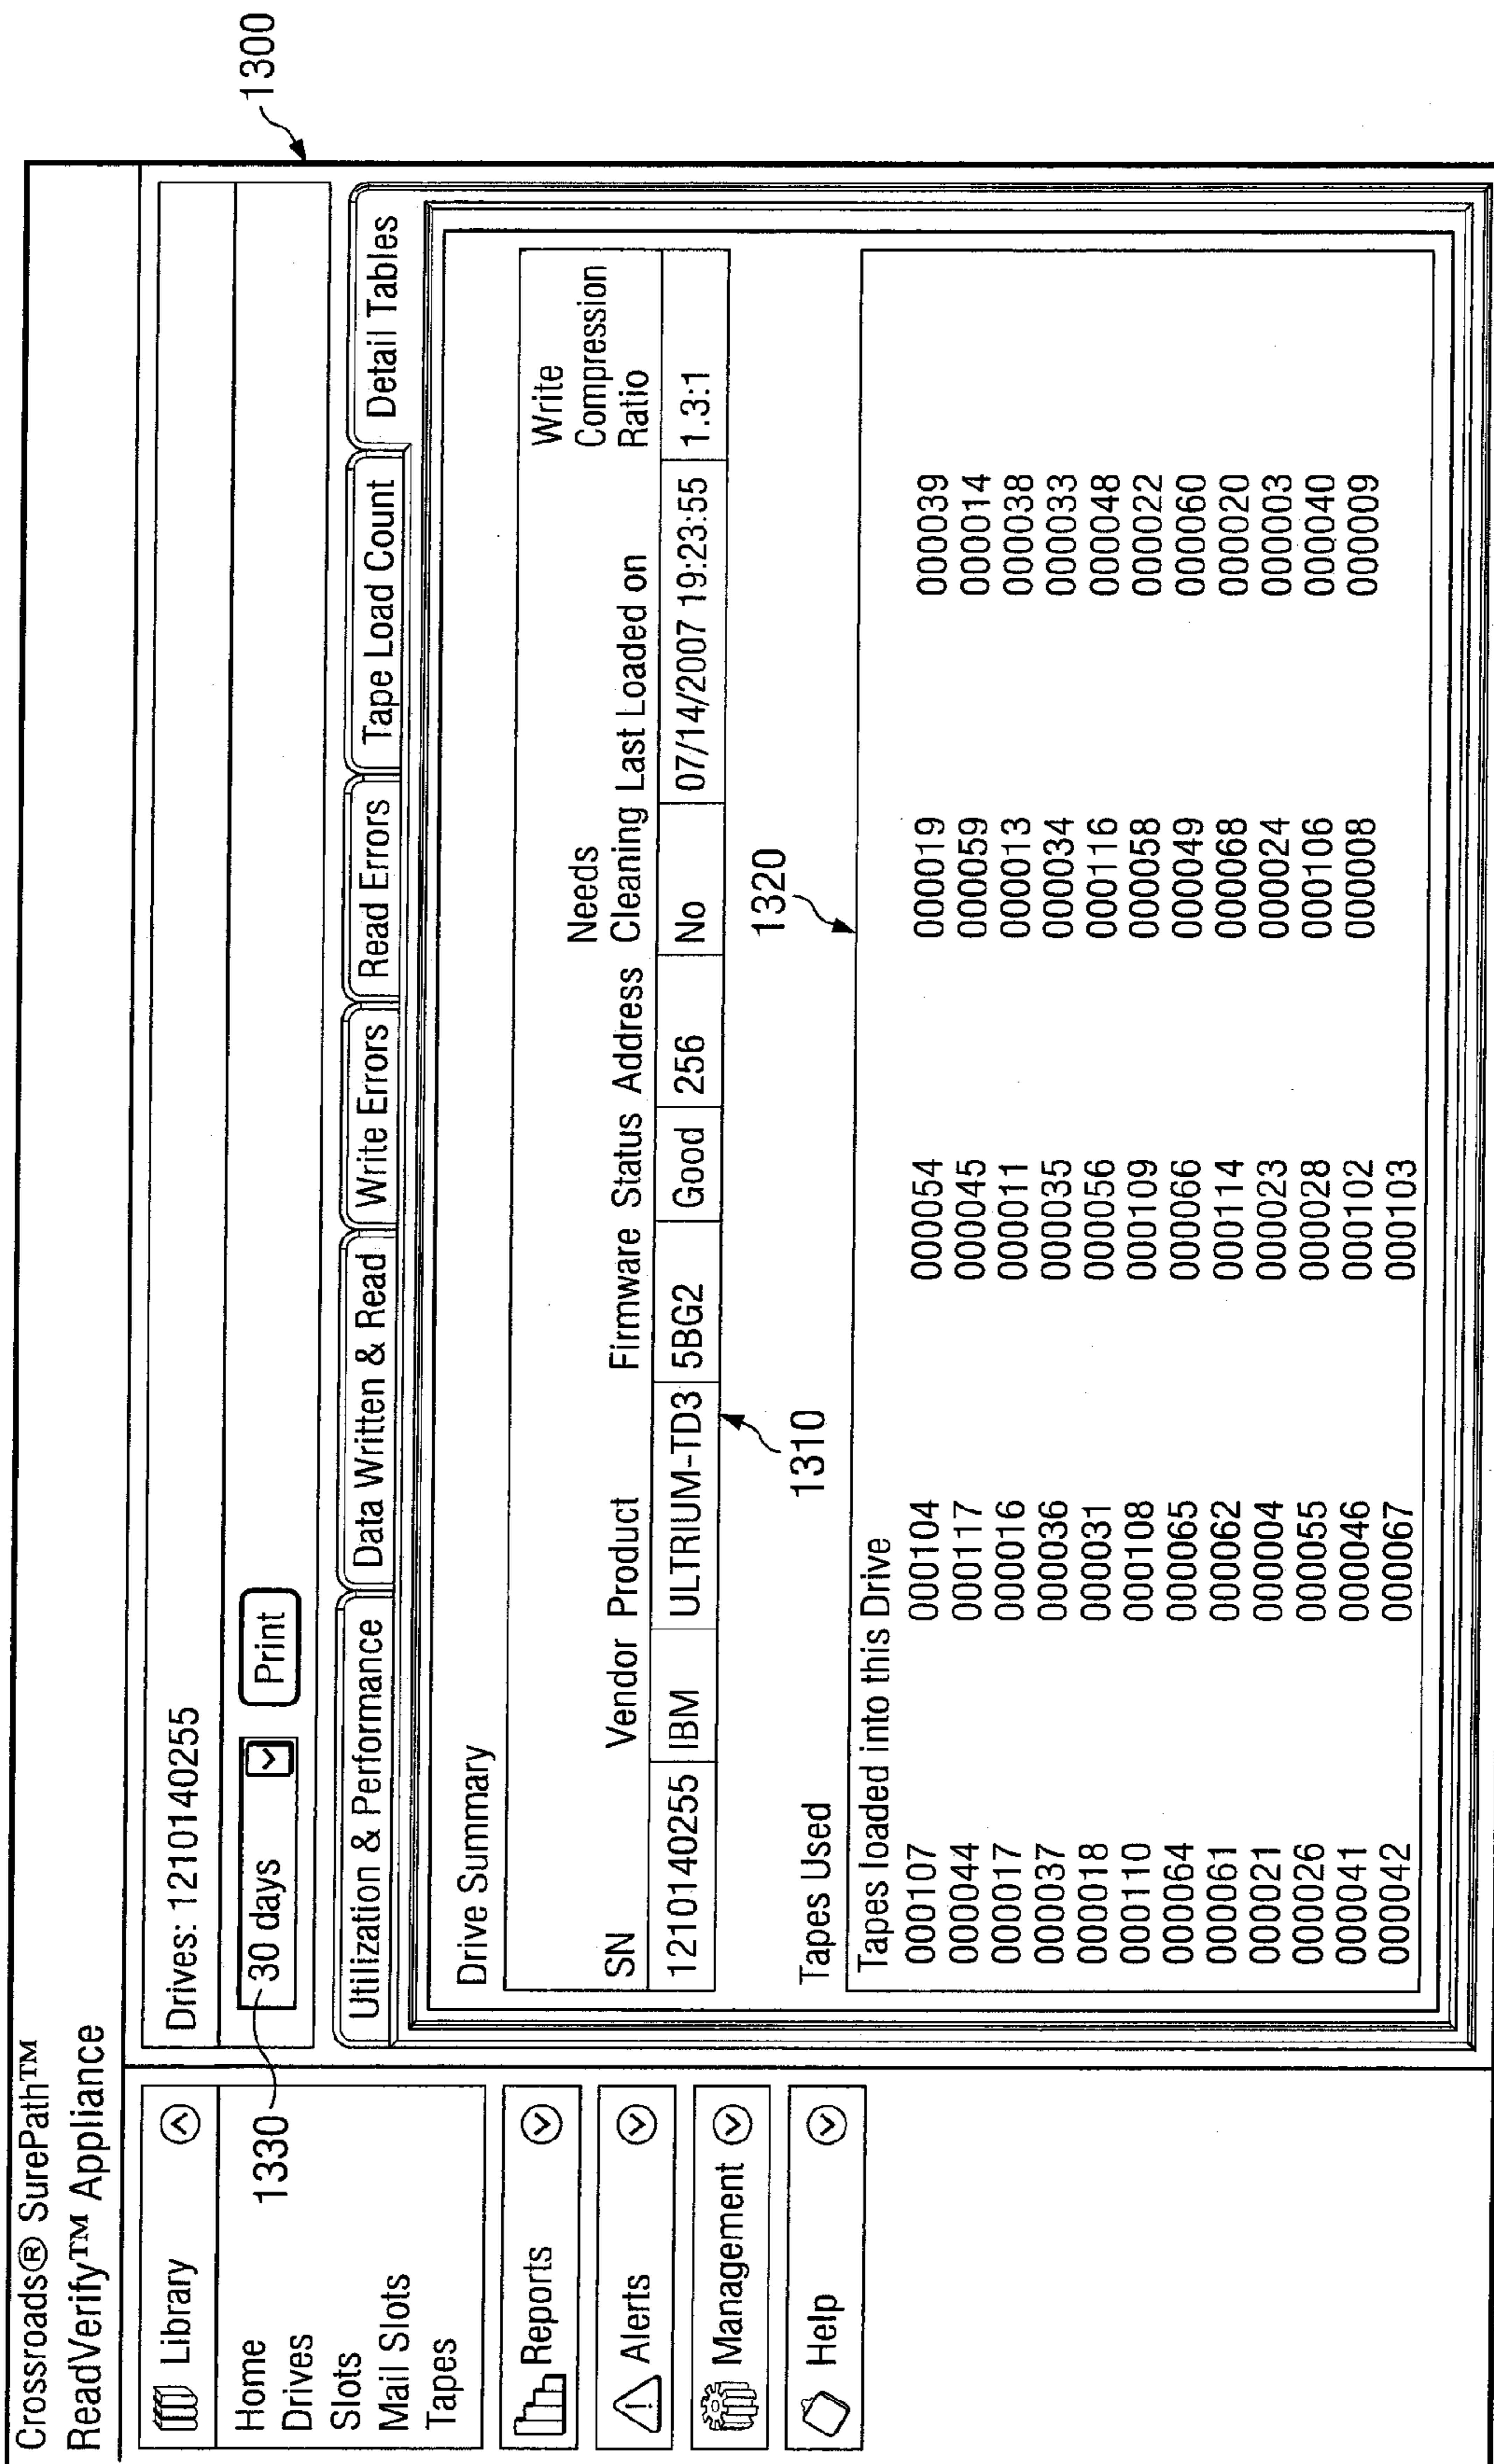 Crossroads® SurePath™
ReadVerify™ Appliance
1300
Library
Home
Drives
Slots
Mail Slots
Tapes
Reports
Alerts
Management
Help
Drives: 1210140255
1330
30 days Print
Utilization & Performance Data Written & Read Write Errors Read Errors Tape Load Count Detail Tables
Drive Summary
SN Vendor Product Firmware Status Address Needs Cleaning Last Loaded on Write Compression Ratio
1210140255 IBM ULTRIUM-TD3 5BG2 Good 256 No 07/14/2007 19:23:55 1.3:1
1310
1320
Tapes Used
Tapes loaded into this Drive
000107 000104 000054 000019 000039
000044 000117 000045 000059 000014
000017 000016 000011 000013 000038
000037 000036 000035 000034 000033
000018 000031 000056 000116 000048
000110 000108 000109 000058 000022
000064 000065 000066 000049 000060
000061 000062 000114 000068 000020
000021 000004 000023 000024 000003
000026 000055 000028 000106 000040
000041 000046 000102 000008 000009
000042 000067 000103